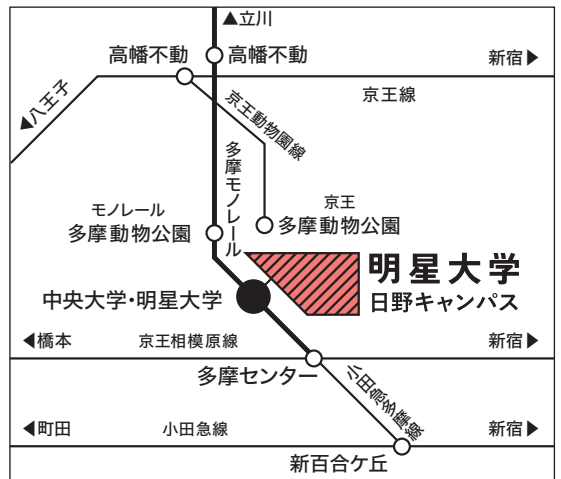 ▲立川
高幡不動
高幡不動
新宿▶
◀八王子
京王線
京王動物園線
多摩モノレール
モノレール
多摩動物公園
京王
多摩動物公園
明星大学
日野キャンパス
中央大学・明星大学
◀橋本
京王相模原線
新宿▶
多摩センター
小田急多摩線
◀町田
小田急線
新宿▶
新百合ケ丘